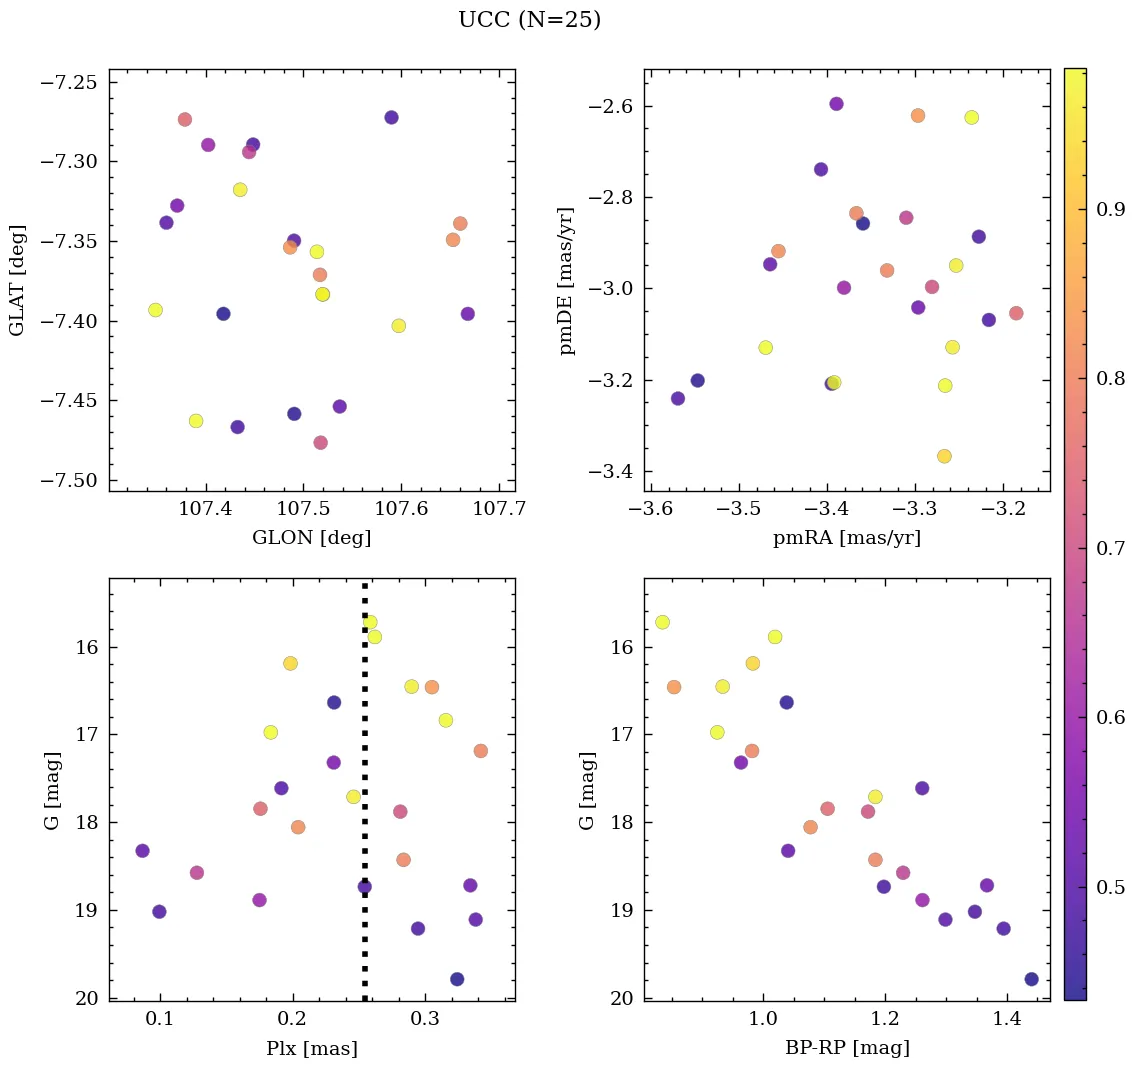 UCC (N=25)
−7.25
−7.30
−7.35
−7.40
−7.45
−7.50
GLAT [deg]
107.4 107.5 107.6 107.7
GLON [deg]
−2.6
−2.8
−3.0
−3.2
−3.4
pmDE [mas/yr]
−3.6 −3.5 −3.4 −3.3 −3.2
pmRA [mas/yr]
16
17
18
19
20
G [mag]
0.1 0.2 0.3
Plx [mas]
16
17
18
19
20
G [mag]
1.0 1.2 1.4
BP-RP [mag]
0.9
0.8
0.7
0.6
0.5